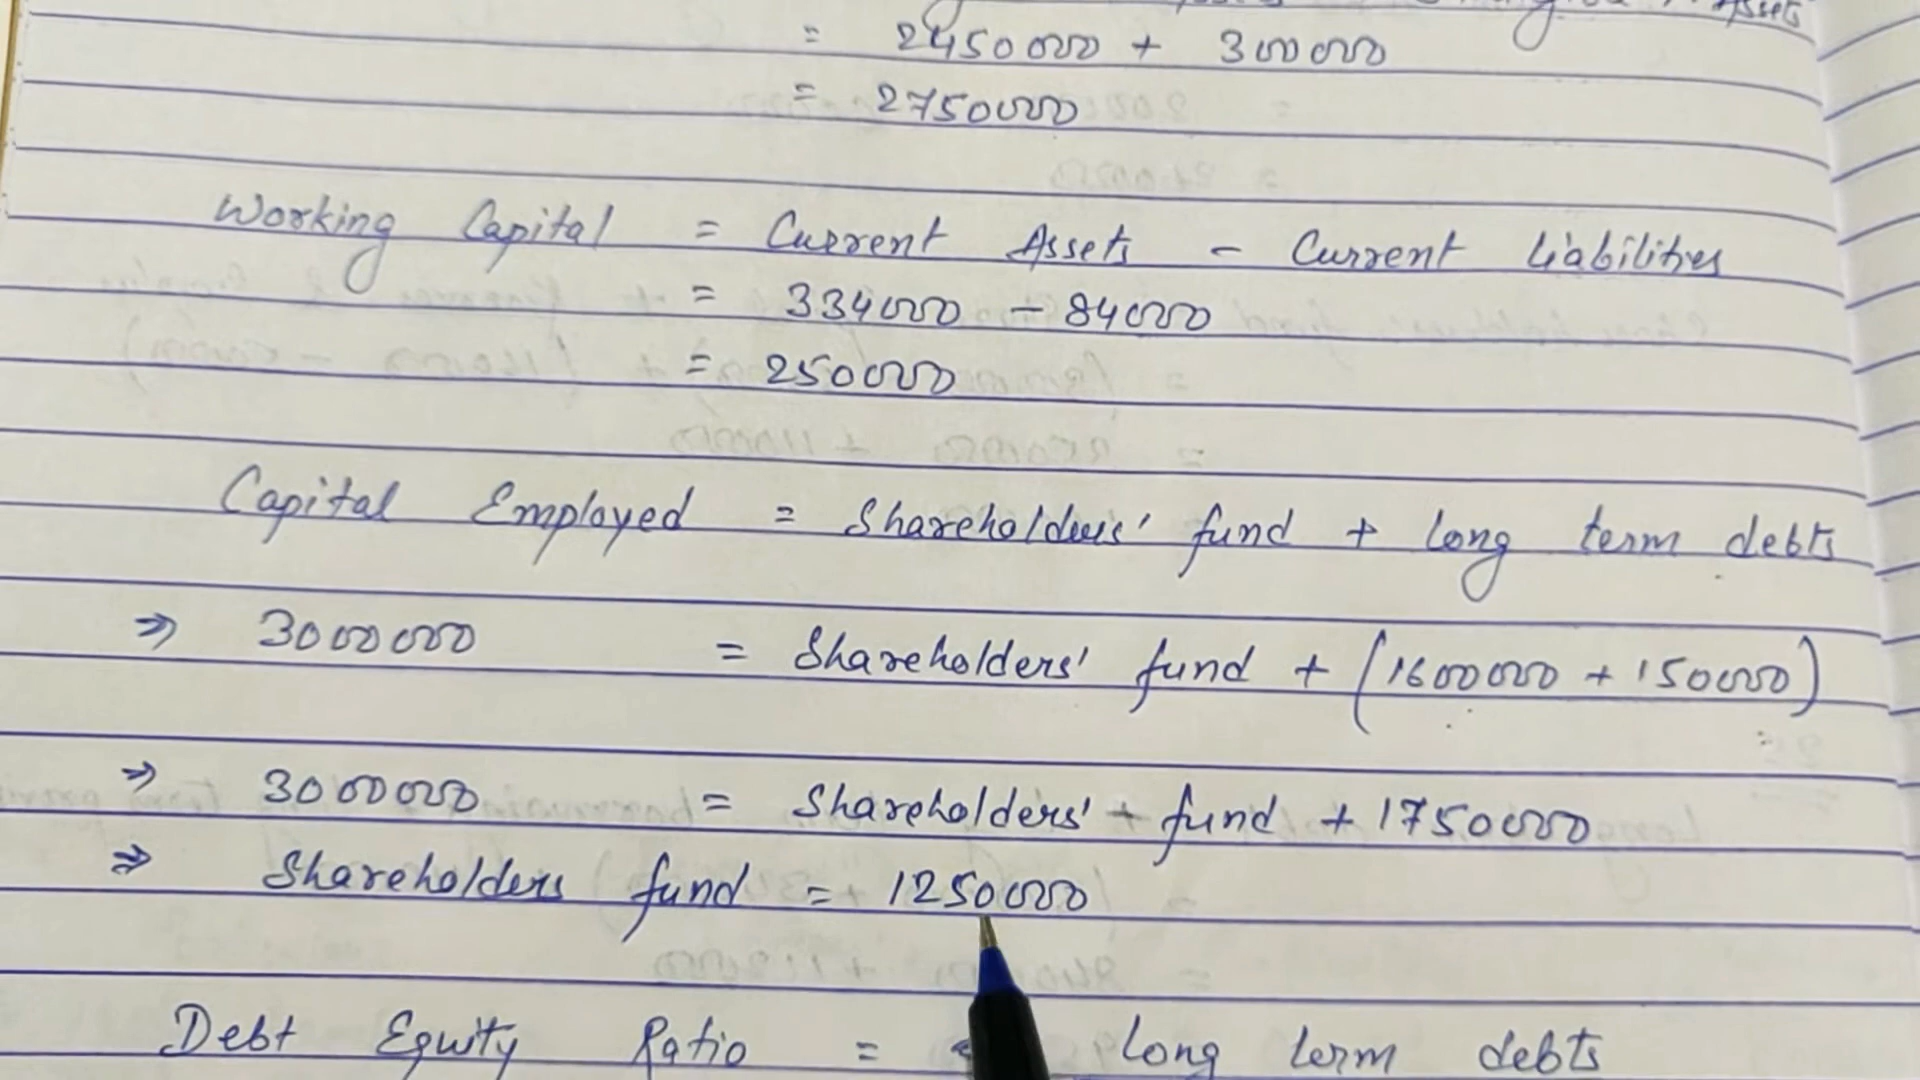 Assets
= 2450000 + 300000
= 2750000
Working Capital = Current Assets - Current liabilities
= 334000 - 84000
= 250000
Capital Employed = Shareholders' fund + long term debts
⇒ 3000000 = Shareholders' fund + (1600000 + 150000)
⇒ 3000000 = Shareholders' + fund + 1750000
⇒ Shareholders fund = 1250000
Debt Equity Ratio = long term debts